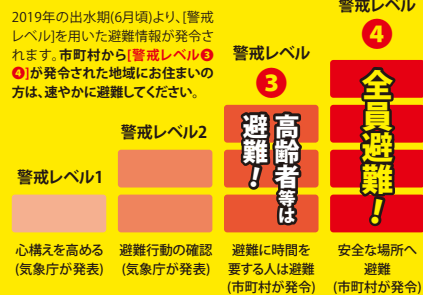 2019年の出水期(6月頃)より、[警戒
レベル]を用いた避難情報が発令さ
れます。市町村から[警戒レベル❸
❹]が発令された地域にお住まいの
方は、速やかに避難してください。
警戒レベル1
心構えを高める
(気象庁が発表)
警戒レベル2
避難行動の確認
(気象庁が発表)
警戒レベル
❸
高齢者等は
避難!
避難に時間を
要する人は避難
(市町村が発令)
警戒レベル
❹
全員避難!
安全な場所へ
避難
(市町村が発令)